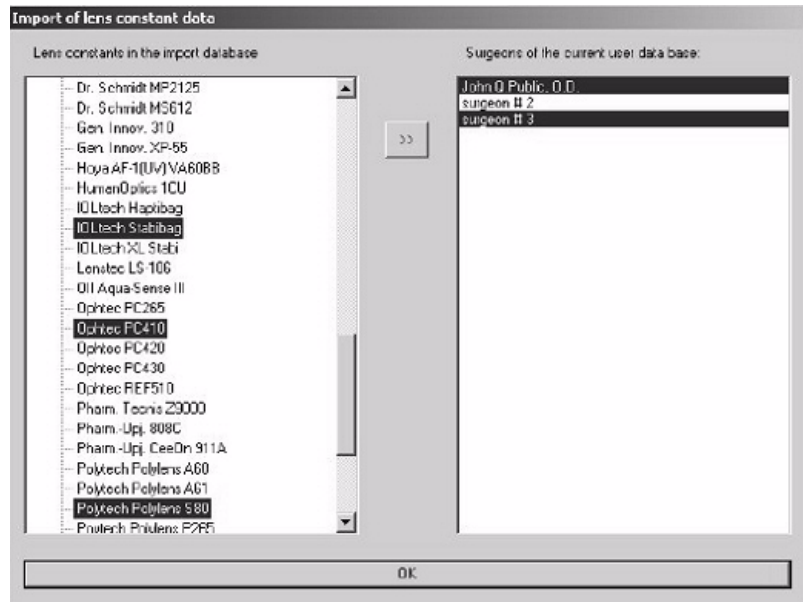 Import of lens constant data
Lens constants in the import database
Surgeons of the current user data base:
Dr. Schmidt MP2125
Dr. Schmidt MS612
Gen. Innov. 310
Gen. Innov. XP-55
Hoya AF-1(UV) VA60BB
HumanOptics 1CU
IOLtech Haptibag
IOLtech Stabibag
IOLtech XL Stabi
Lenstec LS-106
OII Aqua-Sense III
Ophtec PC265
Ophtec PC410
Ophtec PC420
Ophtec PC430
Ophtec REF510
Pharm. Tecnis Z9000
Pharm.-Upj. 808C
Pharm.-Upj. CeeOn 911A
Polytech Polylens A60
Polytech Polylens A61
Polytech Polylens S80
Polytech Polylens
>>
John Q Public, O.D.
surgeon # 2
surgeon # 3
OK